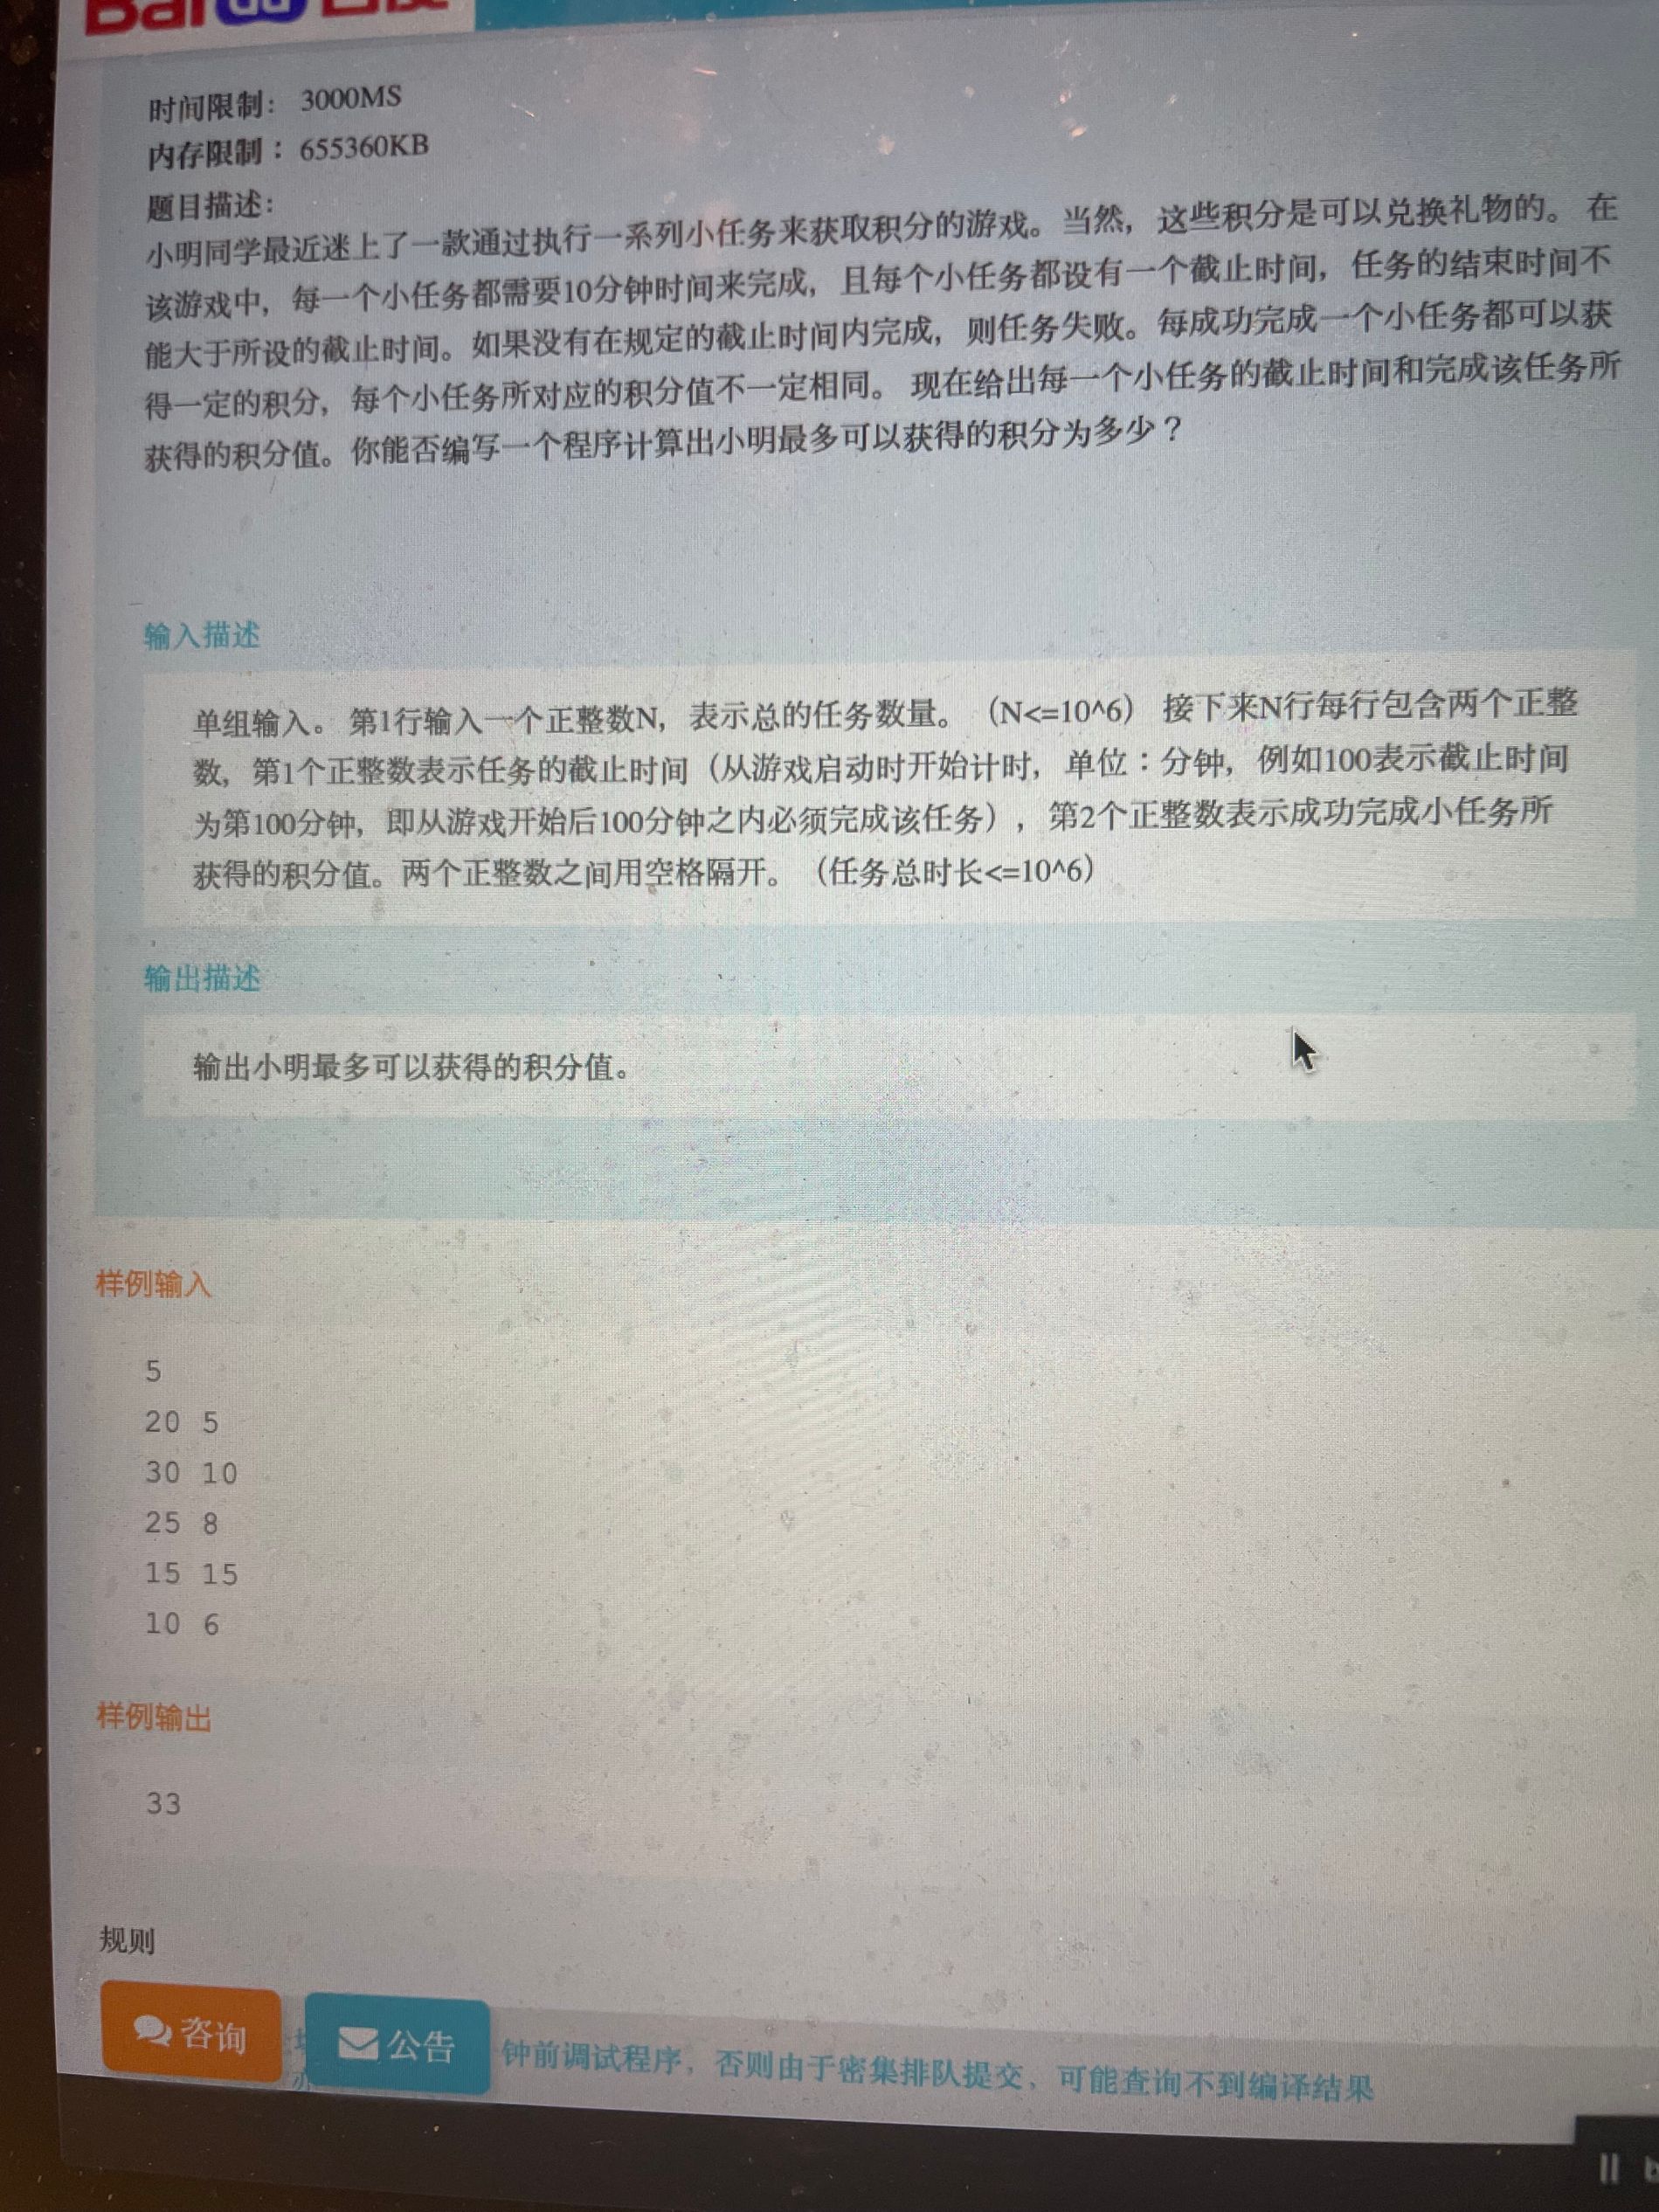 Bai 百度
时间限制： 3000MS
内存限制： 655360KB
题目描述：
小明同学最近迷上了一款通过执行一系列小任务来获取积分的游戏。当然，这些积分是可以兑换礼物的。 在
该游戏中，每一个小任务都需要10分钟时间来完成，且每个小任务都设有一个截止时间，任务的结束时间不
能大于所设的截止时间。如果没有在规定的截止时间内完成，则任务失败。每成功完成一个小任务都可以获
得一定的积分，每个小任务所对应的积分值不一定相同。 现在给出每一个小任务的截止时间和完成该任务所
获得的积分值。你能否编写一个程序计算出小明最多可以获得的积分为多少？
输入描述
单组输入。 第1行输入一个正整数N，表示总的任务数量。（N<=10^6） 接下来N行每行包含两个正整
数，第1个正整数表示任务的截止时间（从游戏启动时开始计时，单位：分钟，例如100表示截止时间
为第100分钟，即从游戏开始后100分钟之内必须完成该任务），第2个正整数表示成功完成小任务所
获得的积分值。两个正整数之间用空格隔开。（任务总时长<=10^6）
输出描述
输出小明最多可以获得的积分值。
样例输入
5
20 5
30 10
25 8
15 15
10 6
样例输出
33
规则
咨询
公告
钟前调试程序，否则由于密集排队提交，可能查询不到编译结果